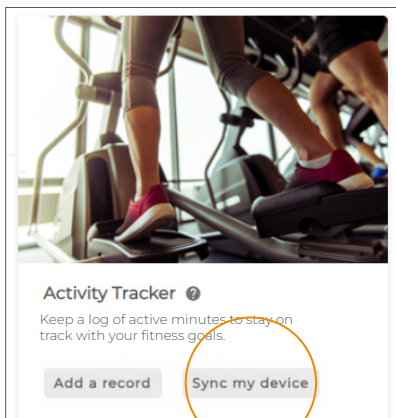 Activity Tracker ?
Keep a log of active minutes to stay on
track with your fitness goals.
Add a record
Sync my device